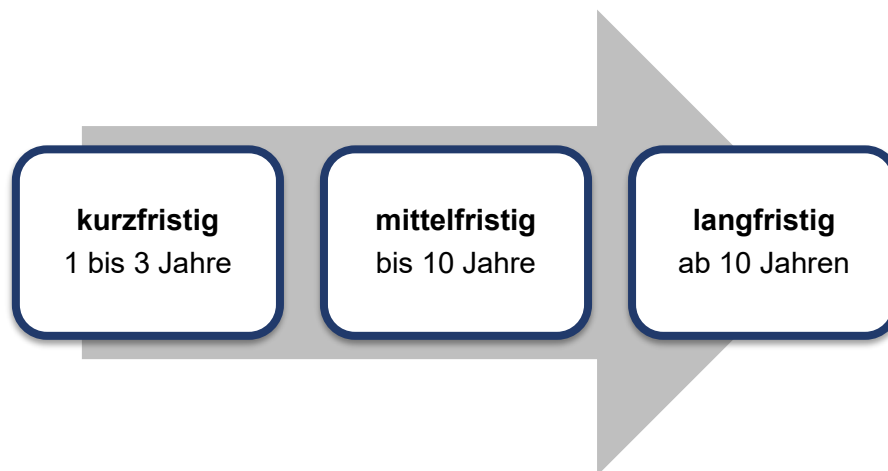 kurzfristig
1 bis 3 Jahre
mittelfristig
bis 10 Jahre
langfristig
ab 10 Jahren